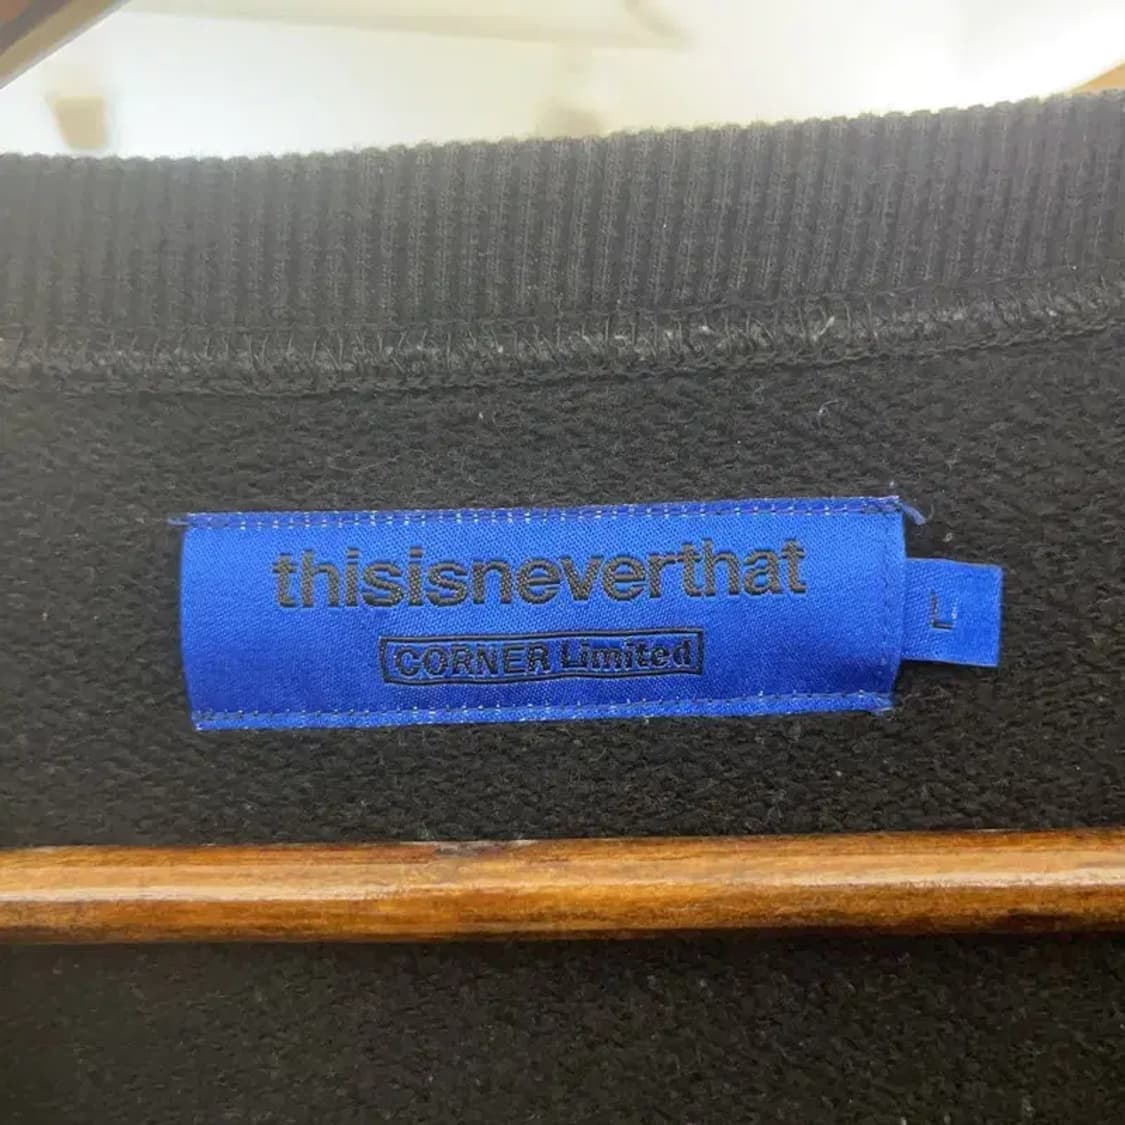 thisisneverthat
CORNER Limited
L